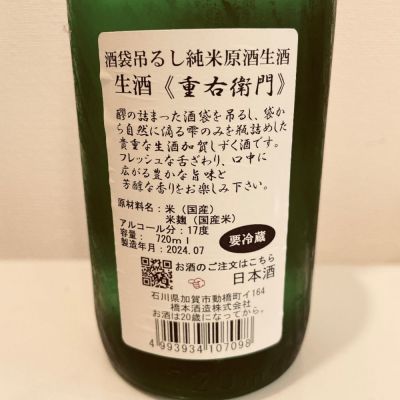 酒袋吊るし純米原酒生酒
生酒《重右衛門》
醪の詰まった酒袋を吊るし、袋か
ら自然に滴る雫のみを瓶詰めした
貴重な生酒加賀しずく酒です。
フレッシュな舌ざわり、口中に
広がる豊かな旨味と
芳醇な香りをお楽しみ下さい。
原材料名：米（国産）
米麹（国産米）
アルコール分：17度
容量： 720ml
製造年月：2024.07
要冷蔵
お酒のご注文はこちら
日本酒
石川県加賀市動橋町イ164
橋本酒造株式会社
お酒は20歳になってから。
4993934107098